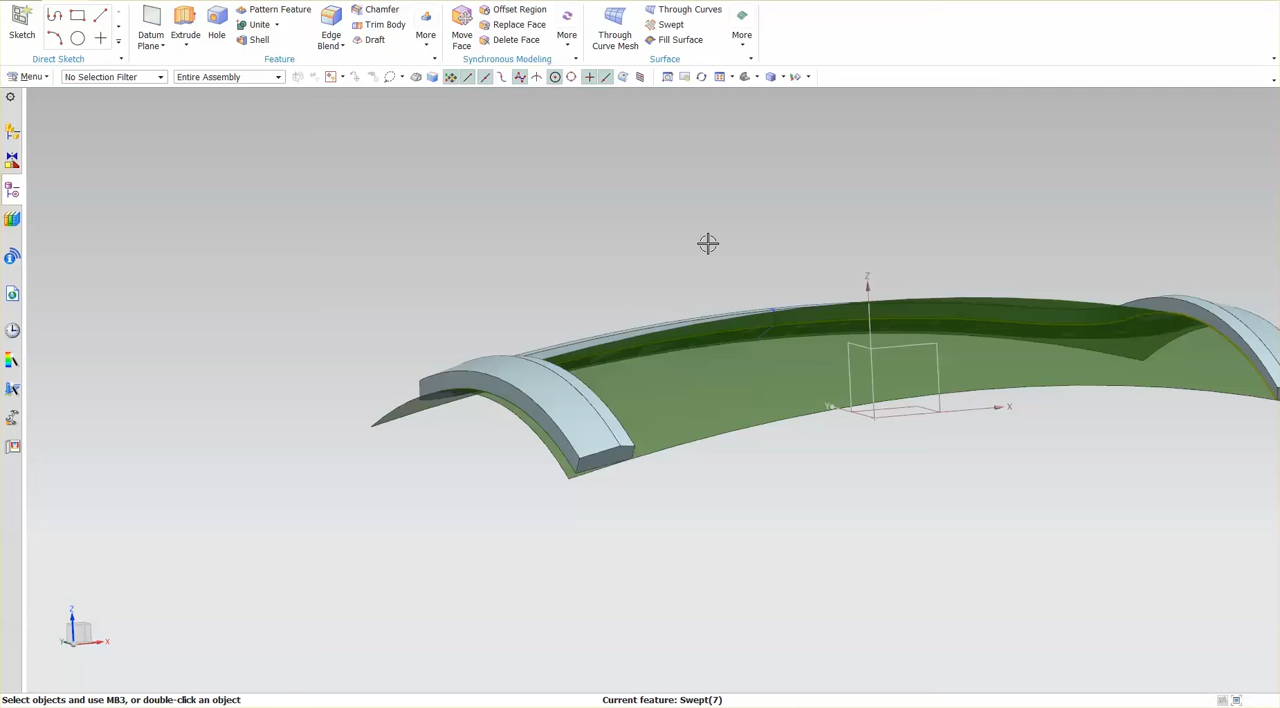 Sketch
Direct Sketch
Datum Plane
Extrude
Hole
Pattern Feature
Unite
Shell
Edge Blend
Chamfer
Trim Body
Draft
More
Feature
Move Face
Offset Region
Replace Face
Delete Face
More
Synchronous Modeling
Through Curve Mesh
Through Curves
Swept
Fill Surface
More
Surface
Menu
No Selection Filter
Entire Assembly
Z
Y
X
Z
Y
X
Select objects and use MB3, or double-click an object
Current feature: Swept(7)